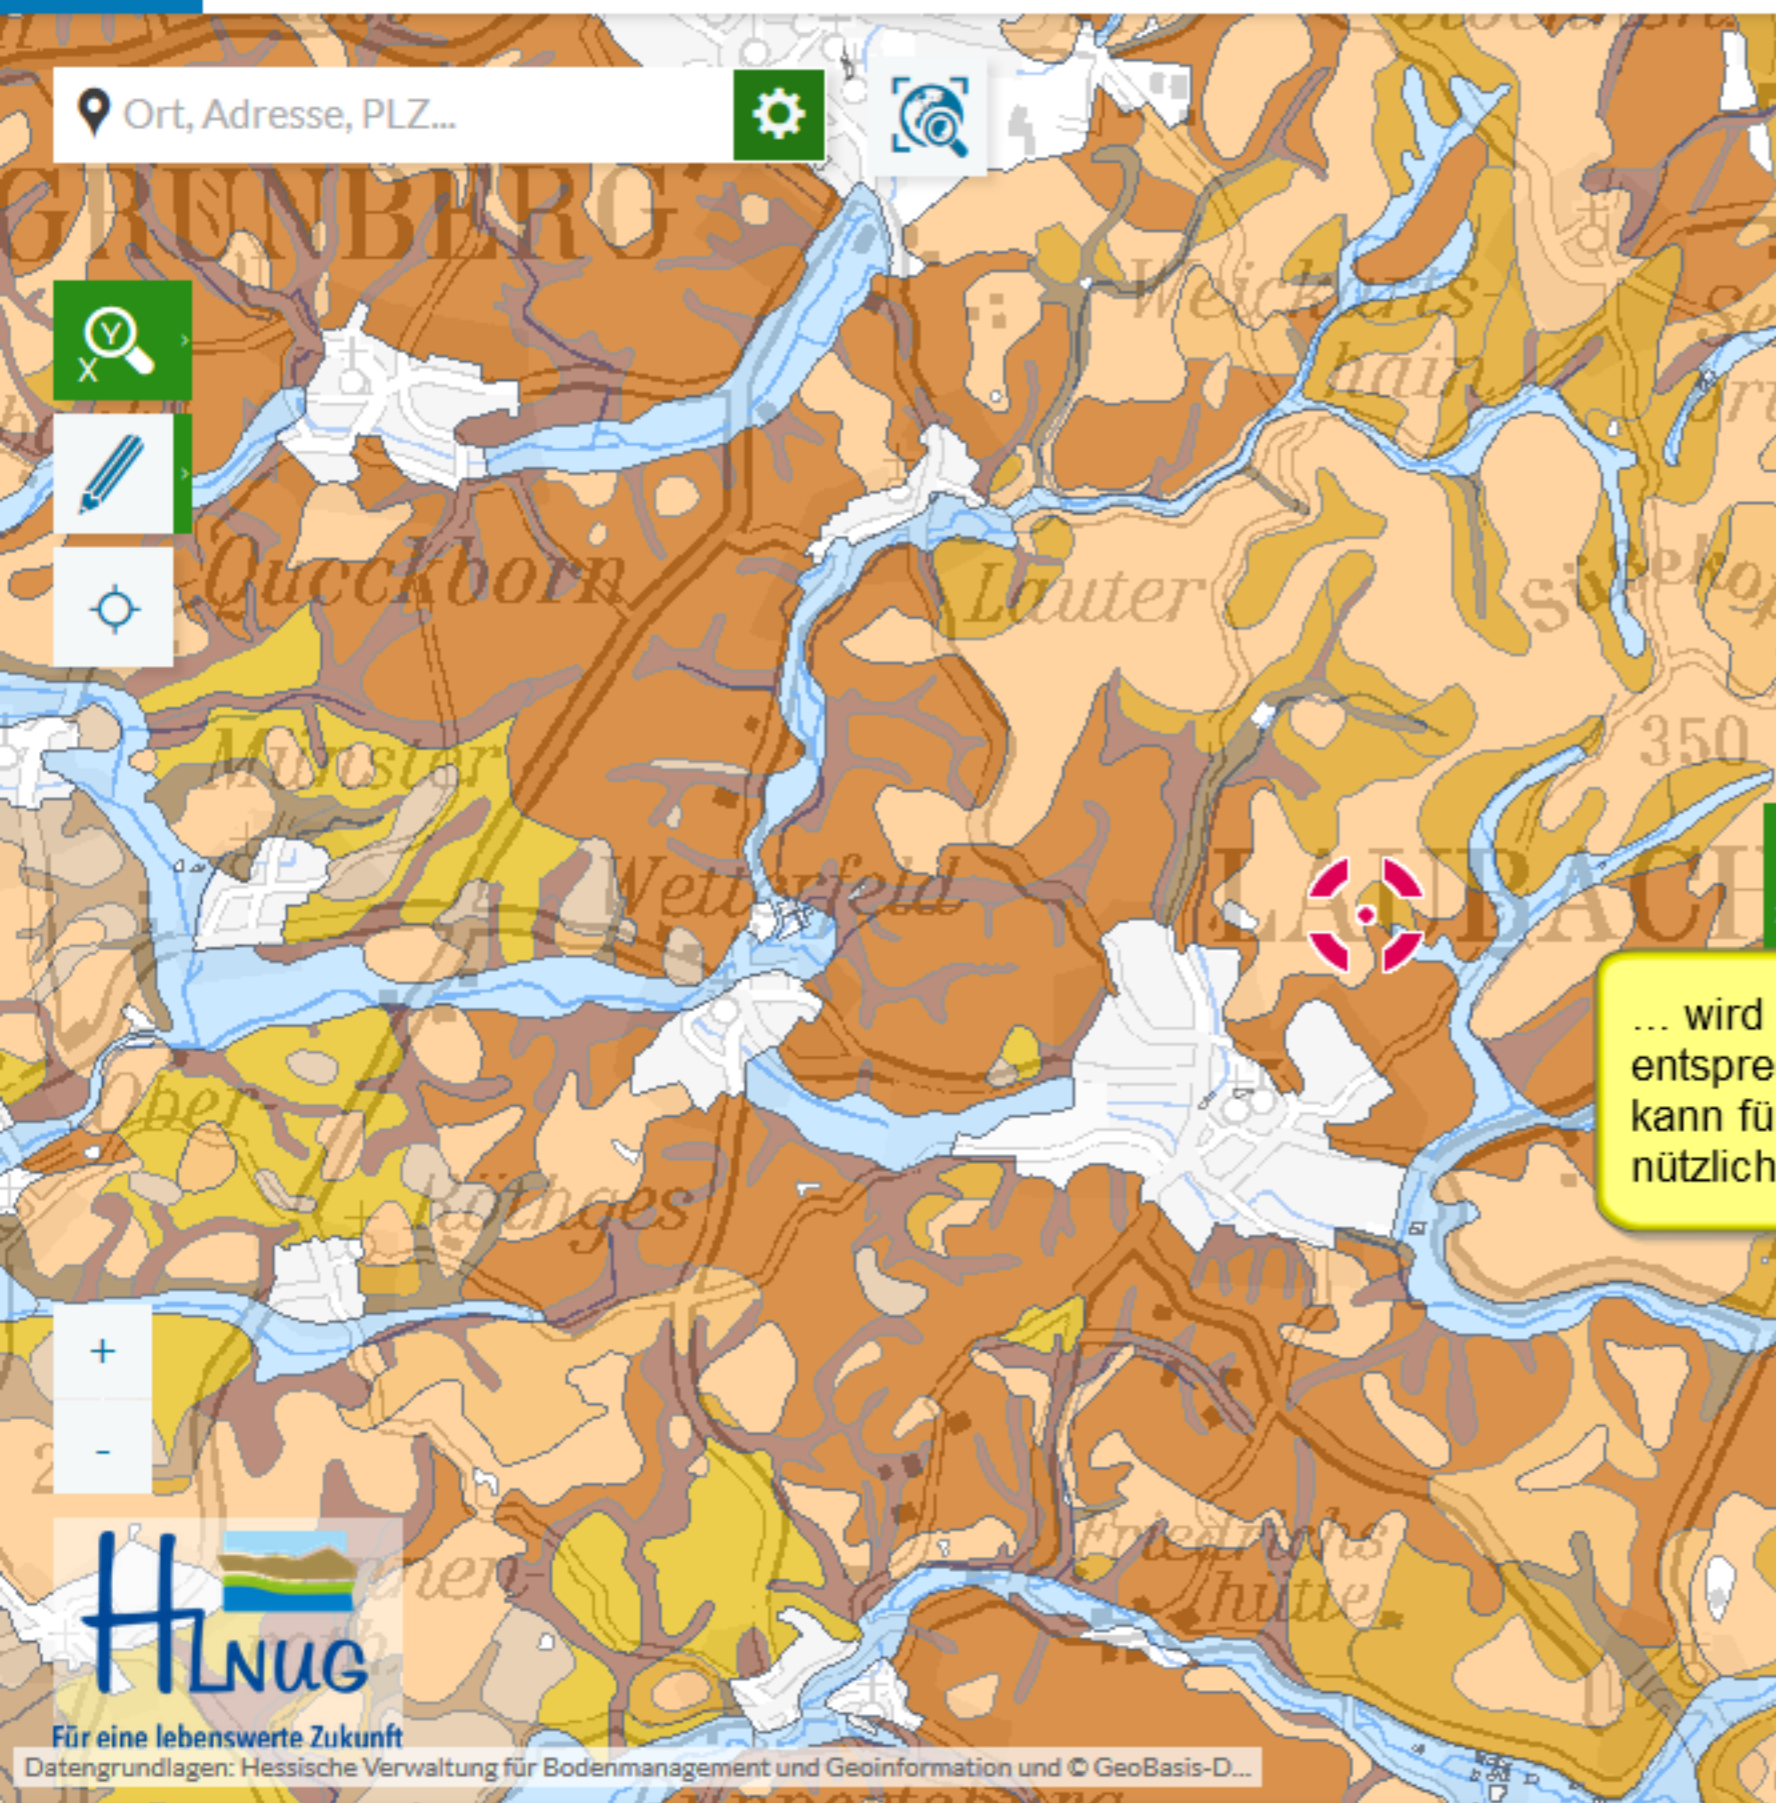 Ort, Adresse, PLZ...
GRÜNBERG
Y
X
Weickarts-
hain
Queckborn
Lauter
Münster
350
Wetterfeld
LAUBACH
... wird
entspre
kann fü
nützlich
Ober-
Röthges
+
-
Friedrichs
hütte
HLNUG
Für eine lebenswerte Zukunft
Datengrundlagen: Hessische Verwaltung für Bodenmanagement und Geoinformation und © GeoBasis-D...